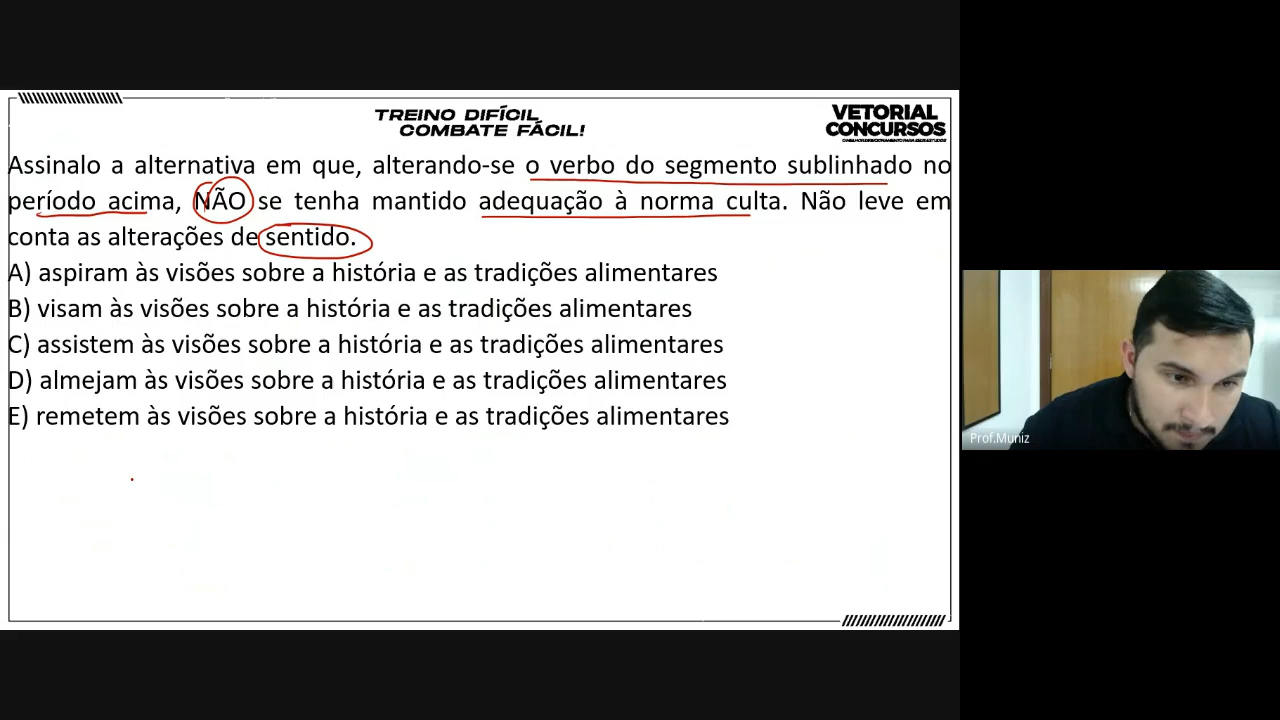 TREINO DIFÍCIL
COMBATE FÁCIL!
VETORIAL
CONCURSOS
Assinalo a alternativa em que, alterando-se o verbo do segmento sublinhado no
período acima, NÃO se tenha mantido adequação à norma culta. Não leve em
conta as alterações de sentido.
A) aspiram às visões sobre a história e as tradições alimentares
B) visam às visões sobre a história e as tradições alimentares
C) assistem às visões sobre a história e as tradições alimentares
D) almejam às visões sobre a história e as tradições alimentares
E) remetem às visões sobre a história e as tradições alimentares
Prof.Muniz